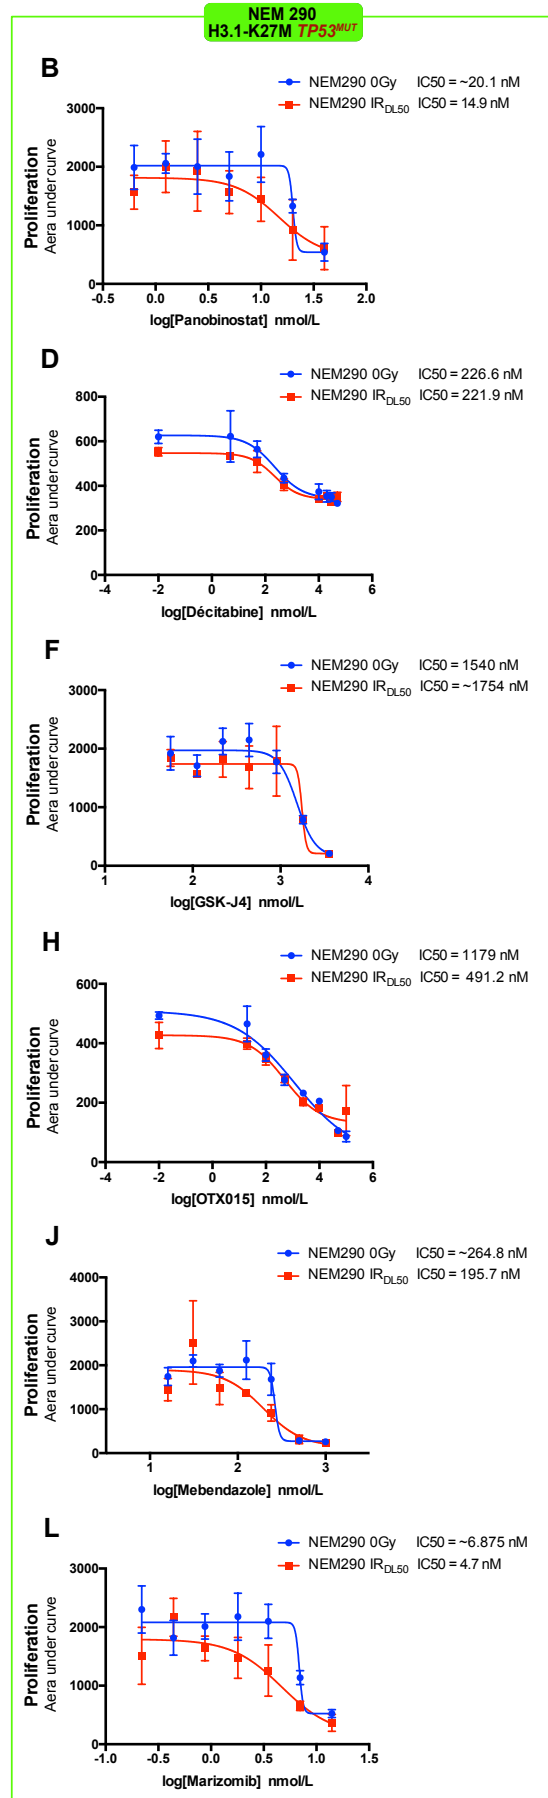 NEM 290
H3.1-K27M TP53MUT
B
NEM290 0Gy IC50 = ~20.1 nM
NEM290 IRDL50 IC50 = 14.9 nM
Proliferation
Aera under curve
3000
2000
1000
0
-0.5 0.0 0.5 1.0 1.5 2.0
log[Panobinostat] nmol/L
D
NEM290 0Gy IC50 = 226.6 nM
NEM290 IRDL50 IC50 = 221.9 nM
Proliferation
Aera under curve
800
600
400
200
0
-4 -2 0 2 4 6
log[Décitabine] nmol/L
F
NEM290 0Gy IC50 = 1540 nM
NEM290 IRDL50 IC50 = ~1754 nM
Proliferation
Aera under curve
3000
2000
1000
0
1 2 3 4
log[GSK-J4] nmol/L
H
NEM290 0Gy IC50 = 1179 nM
NEM290 IRDL50 IC50 = 491.2 nM
Proliferation
Aera under curve
600
400
200
0
-4 -2 0 2 4 6
log[OTX015] nmol/L
J
NEM290 0Gy IC50 = ~264.8 nM
NEM290 IRDL50 IC50 = 195.7 nM
Proliferation
Aera under curve
4000
3000
2000
1000
0
1 2 3
log[Mebendazole] nmol/L
L
NEM290 0Gy IC50 = ~6.875 nM
NEM290 IRDL50 IC50 = 4.7 nM
Proliferation
Aera under curve
3000
2000
1000
0
-1.0 -0.5 0.0 0.5 1.0 1.5
log[Marizomib] nmol/L